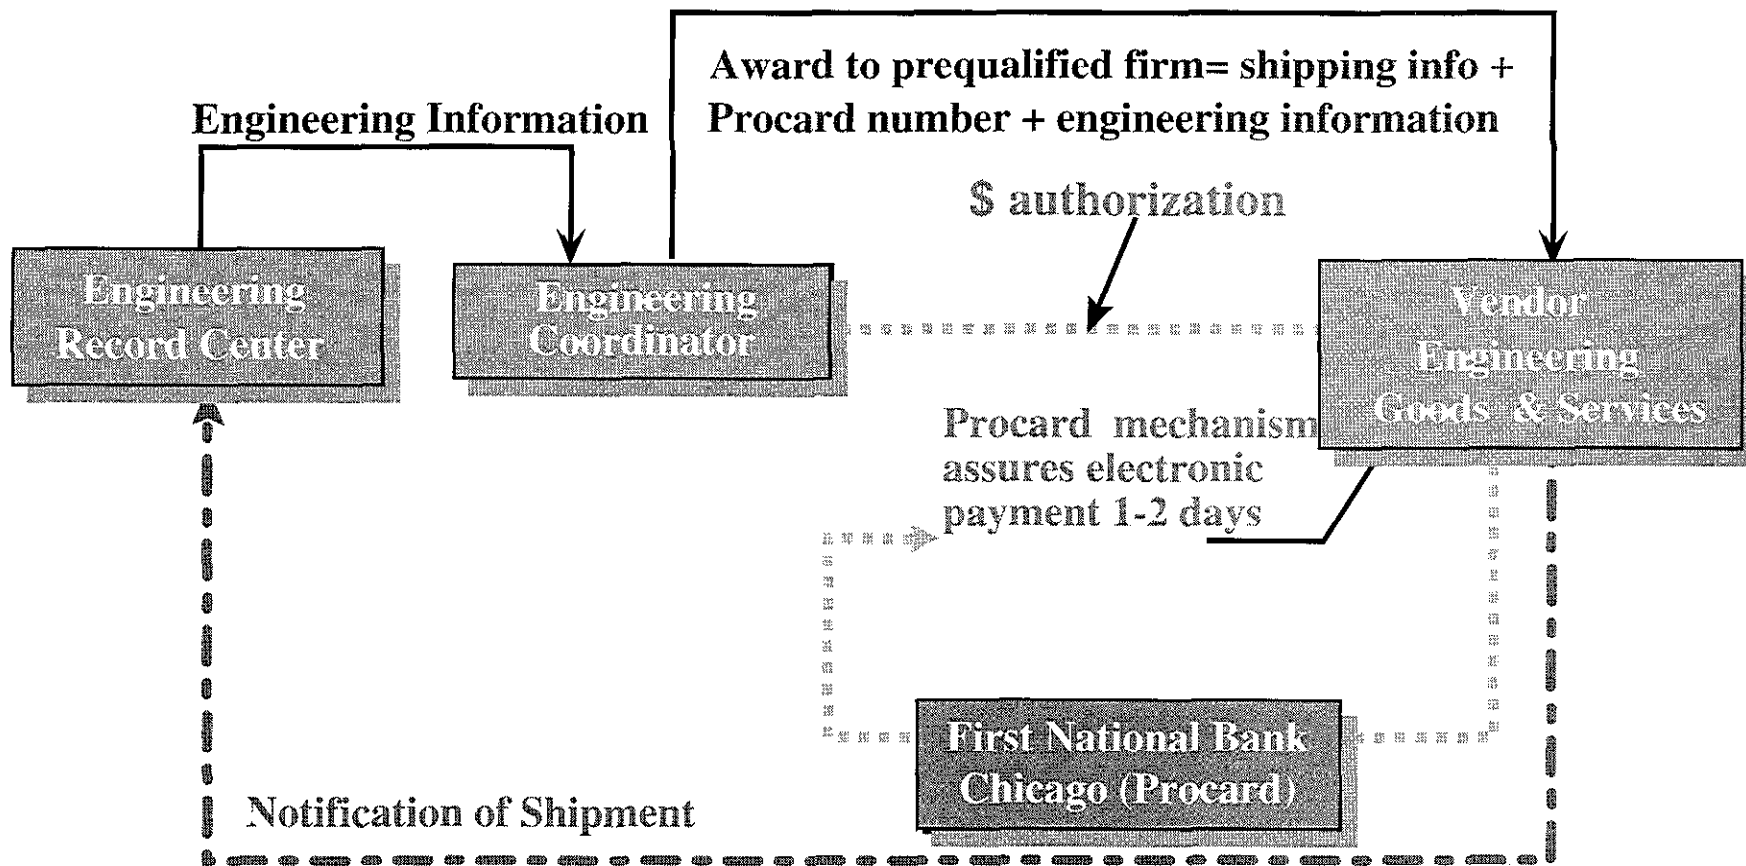 Award to prequalified firm= shipping info +
Procard number + engineering information
Engineering Information
$ authorization
Engineering
Record Center
Engineering
Coordinator
Vendor
Engineering
Goods & Services
Procard mechanism
assures electronic
payment 1-2 days
First National Bank
Chicago (Procard)
Notification of Shipment